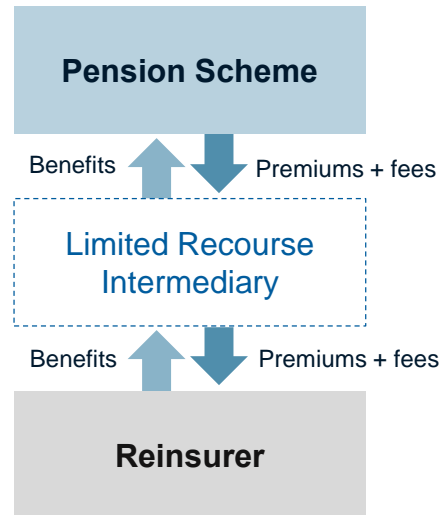 Pension Scheme
Benefits
Premiums + fees
Limited Recourse
Intermediary
Benefits
Premiums + fees
Reinsurer